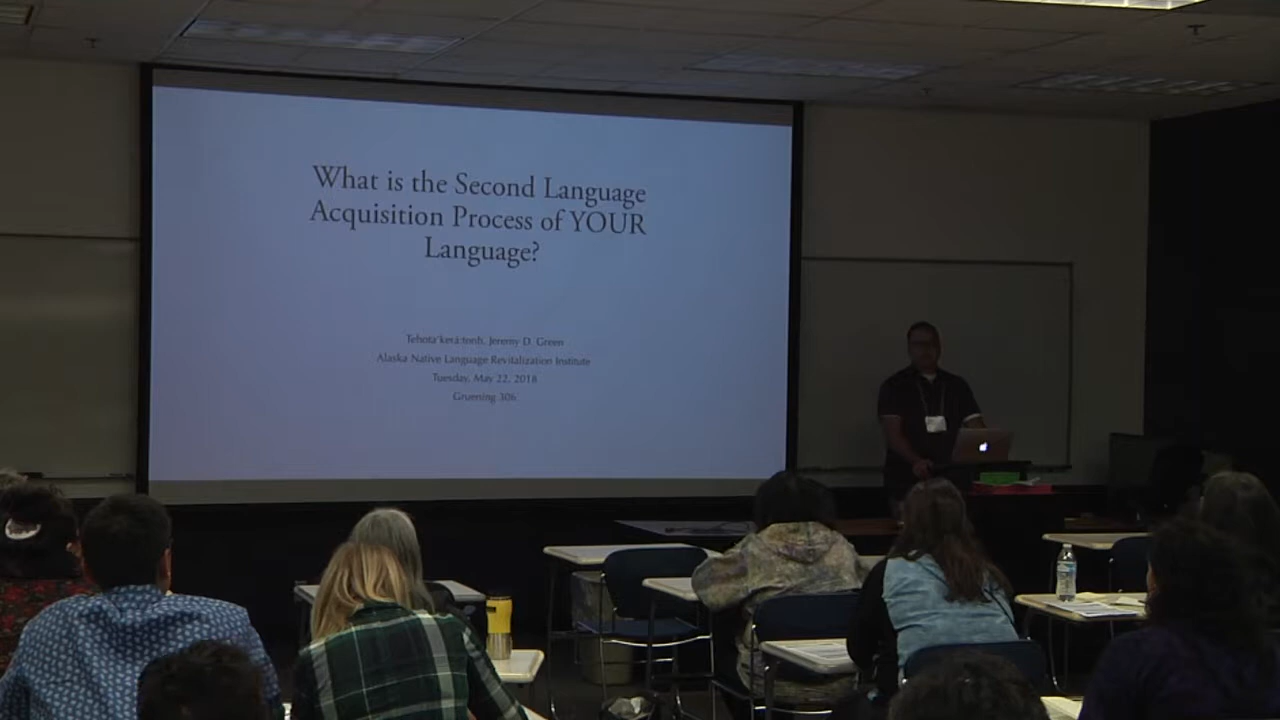 What is the Second Language
Acquisition Process of YOUR
Language?
Tehota'kerá:tonh, Jeremy D. Green
Alaska Native Language Revitalization Institute
Tuesday, May 22, 2018
Gruening 306